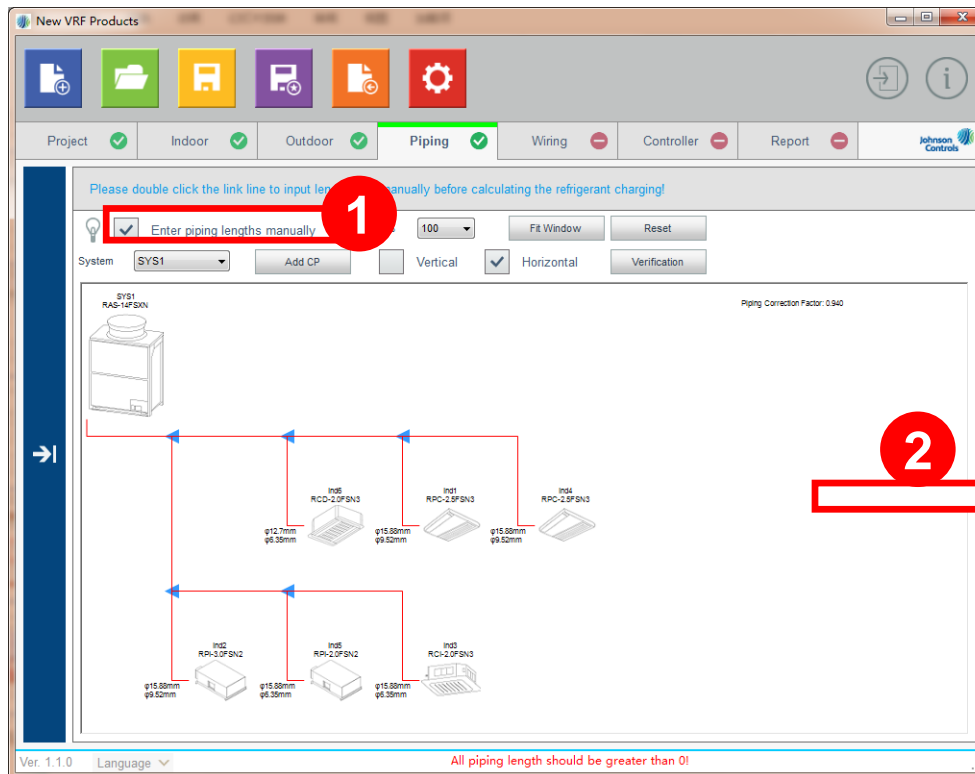 New VRF Products
Project
Indoor
Outdoor
Piping
Wiring
Controller
Report
Johnson Controls
Please double click the link line to input len manually before calculating the refrigerant charging!
1
Enter piping lengths manually
100
Fit Window
Reset
System
SYS1
Add CP
Vertical
Horizontal
Verification
SYS1
RAS-14FSXN
Piping Correction Factor: 0.940
2
Ind6
RCD-2.0FSN3
Ind1
RPC-2.5FSN3
Ind4
RPC-2.5FSN3
φ12.7mm
φ6.35mm
φ15.88mm
φ9.52mm
φ15.88mm
φ9.52mm
Ind2
RPI-3.0FSN2
Ind5
RPI-2.0FSN2
Ind3
RCI-2.0FSN3
φ15.88mm
φ9.52mm
φ15.88mm
φ6.35mm
φ15.88mm
φ6.35mm
Ver. 1.1.0
Language
All piping length should be greater than 0!